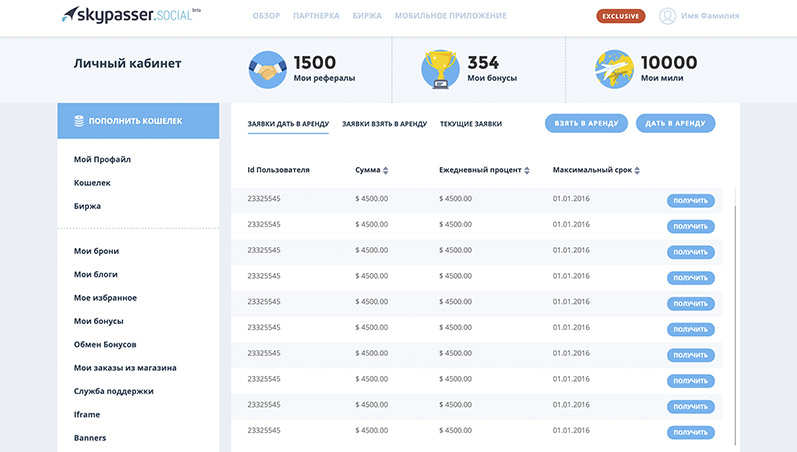 skypasser.SOCIAL beta
ОБЗОР ПАРТНЕРКА БИРЖА МОБИЛЬНОЕ ПРИЛОЖЕНИЕ EXCLUSIVE Имя Фамилия
Личный кабинет
1500
Мои рефералы
354
Мои бонусы
10000
Мои мили
ПОПОЛНИТЬ КОШЕЛЕК
Мой Профайл
Кошелек
Биржа
Мои брони
Мои блоги
Мое избранное
Мои бонусы
Обмен Бонусов
Мои заказы из магазина
Служба поддержки
Iframe
Banners
ЗАЯВКИ ДАТЬ В АРЕНДУ ЗАЯВКИ ВЗЯТЬ В АРЕНДУ ТЕКУЩИЕ ЗАЯВКИ ВЗЯТЬ В АРЕНДУ ДАТЬ В АРЕНДУ
Id Пользователя Сумма Ежедневный процент Максимальный срок
23325545 $ 4500.00 $ 4500.00 01.01.2016 ПОЛУЧИТЬ
23325545 $ 4500.00 $ 4500.00 01.01.2016 ПОЛУЧИТЬ
23325545 $ 4500.00 $ 4500.00 01.01.2016 ПОЛУЧИТЬ
23325545 $ 4500.00 $ 4500.00 01.01.2016 ПОЛУЧИТЬ
23325545 $ 4500.00 $ 4500.00 01.01.2016 ПОЛУЧИТЬ
23325545 $ 4500.00 $ 4500.00 01.01.2016 ПОЛУЧИТЬ
23325545 $ 4500.00 $ 4500.00 01.01.2016 ПОЛУЧИТЬ
23325545 $ 4500.00 $ 4500.00 01.01.2016 ПОЛУЧИТЬ
23325545 $ 4500.00 $ 4500.00 01.01.2016 ПОЛУЧИТЬ
23325545 $ 4500.00 $ 4500.00 01.01.2016 ПОЛУЧИТЬ